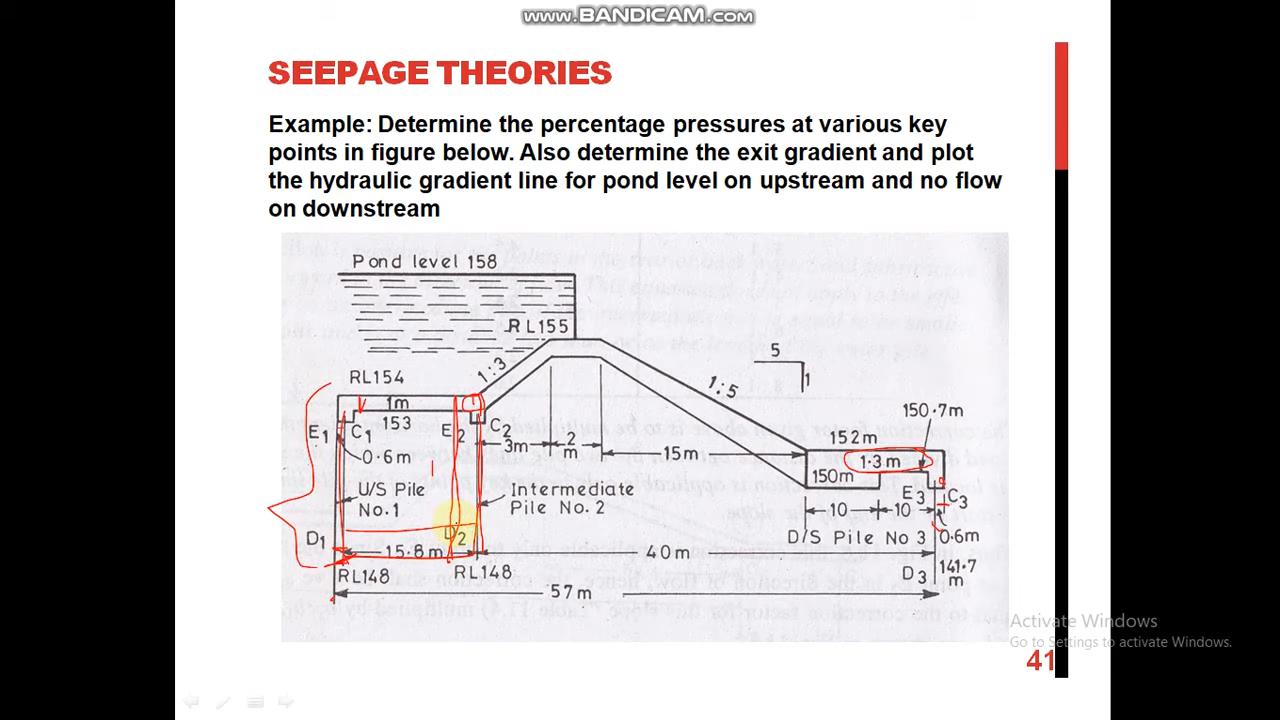 www.BANDICAM.com
SEEPAGE THEORIES
Example: Determine the percentage pressures at various key
points in figure below. Also determine the exit gradient and plot
the hydraulic gradient line for pond level on upstream and no flow
on downstream
Pond level 158
RL155
5
1
1:3
1:5
RL154
1m
153
150.7m
152m
1.3m
E1
C1
E2
C2
3m
2
m
15m
0.6m
150m
U/S Pile
No.1
Intermediate
Pile No.2
10
10
E3
C3
D1
D2
D/S Pile No 3
0.6m
15.8m
40m
RL148
RL148
D3
141.7
m
57m
Activate Windows
Go to Settings to activate Windows.
41